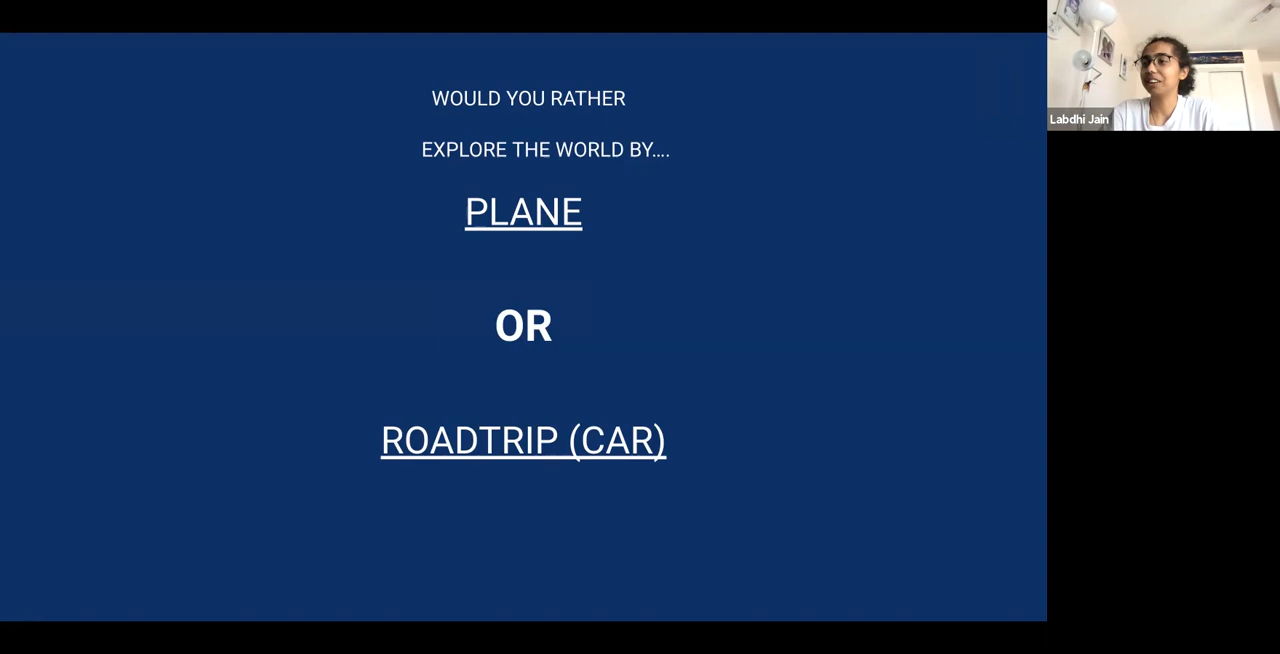 WOULD YOU RATHER
EXPLORE THE WORLD BY....
PLANE
OR
ROADTRIP (CAR)
Labdhi Jain